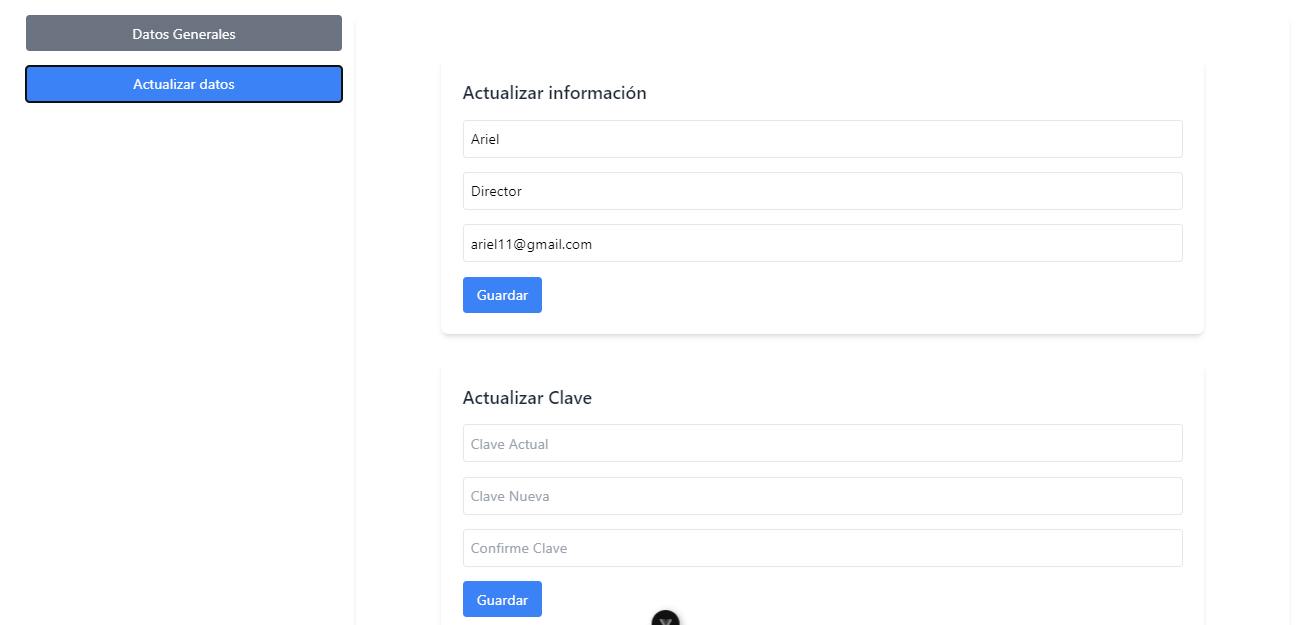 Datos Generales
Actualizar datos
Actualizar información
Ariel
Director
ariel11@gmail.com
Guardar
Actualizar Clave
Clave Actual
Clave Nueva
Confirme Clave
Guardar